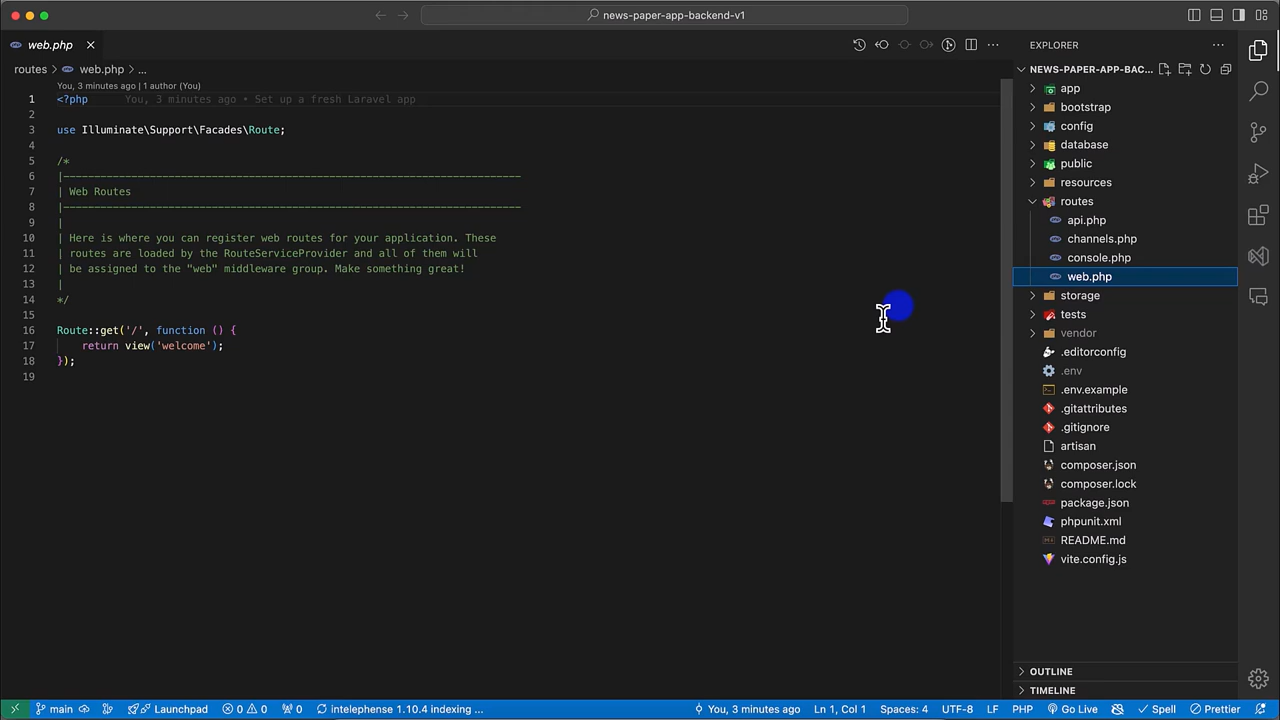 news-paper-app-backend-v1
web.php
routes > web.php > ...
You, 3 minutes ago | 1 author (You)
1 <?php You, 3 minutes ago • Set up a fresh Laravel app
2
3 use Illuminate\Support\Facades\Route;
4
5 /*
6 |--------------------------------------------------------------------------
7 | Web Routes
8 |--------------------------------------------------------------------------
9 |
10 | Here is where you can register web routes for your application. These
11 | routes are loaded by the RouteServiceProvider and all of them will
12 | be assigned to the "web" middleware group. Make something great!
13 |
14 */
15
16 Route::get('/', function () {
17 return view('welcome');
18 });
19
EXPLORER
NEWS-PAPER-APP-BAC...
app
bootstrap
config
database
public
resources
routes
api.php
channels.php
console.php
web.php
storage
tests
vendor
.editorconfig
.env
.env.example
.gitattributes
.gitignore
artisan
composer.json
composer.lock
package.json
phpunit.xml
README.md
vite.config.js
OUTLINE
TIMELINE
main Launchpad 0 0 0 intelephense 1.10.4 indexing ... You, 3 minutes ago Ln 1, Col 1 Spaces: 4 UTF-8 LF PHP Go Live Spell Prettier